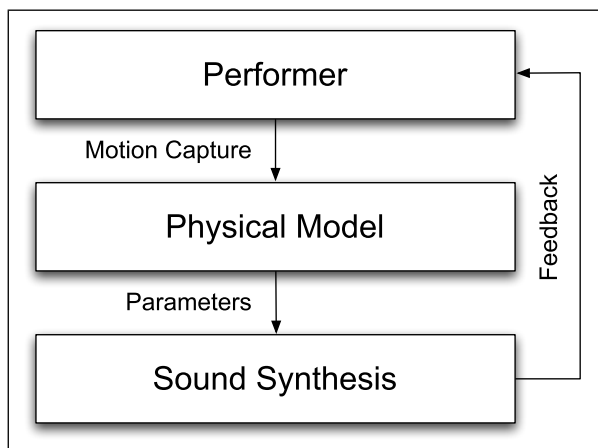 Performer
Motion Capture
Physical Model
Feedback
Parameters
Sound Synthesis